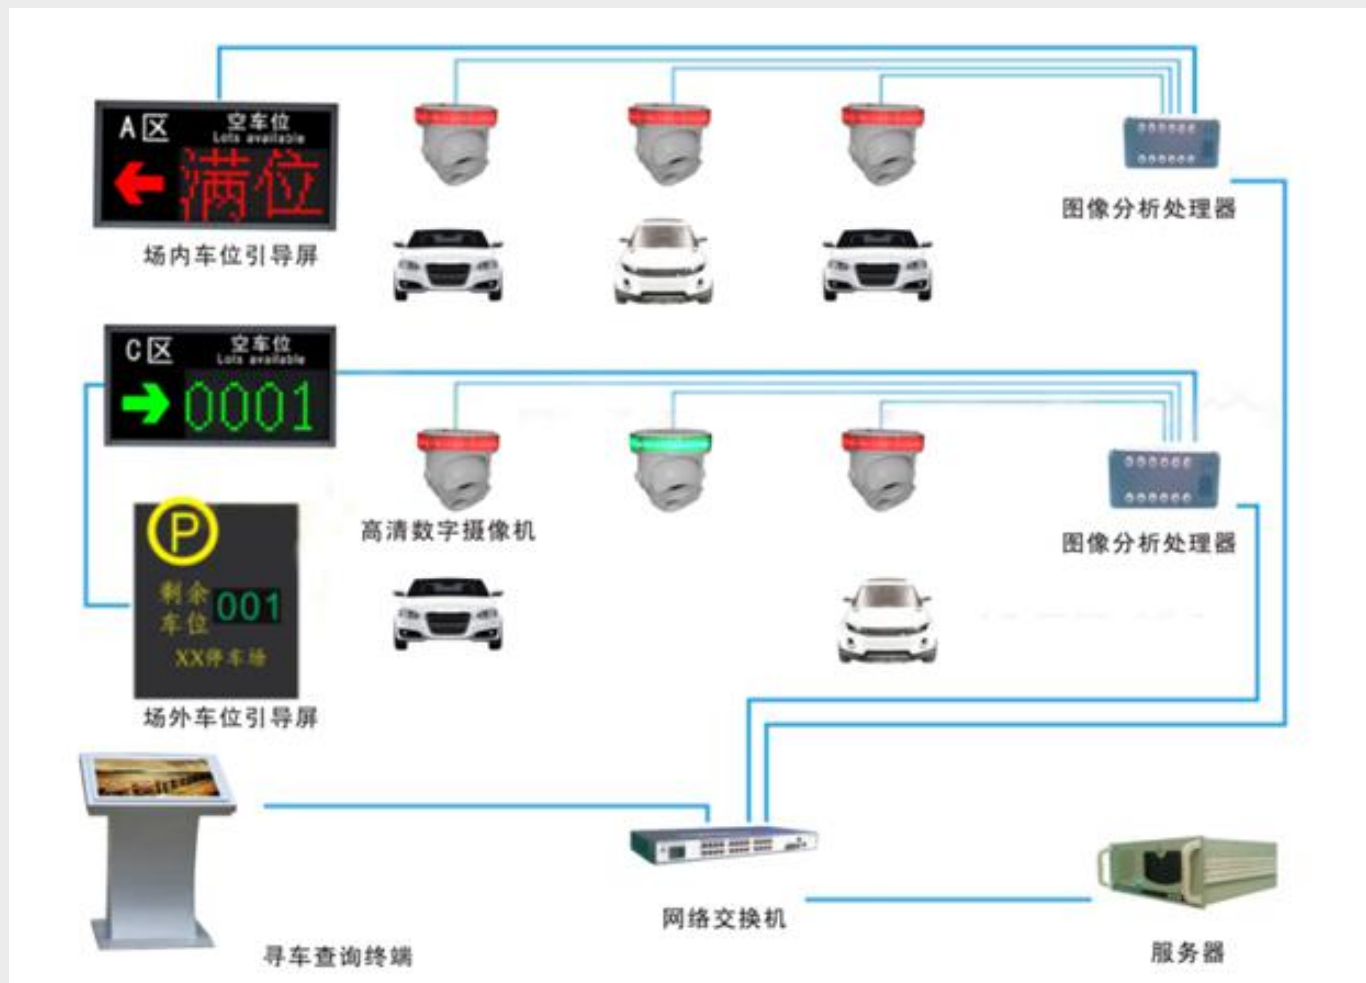 A区
空车位
Lots available
满位
场内车位引导屏
图像分析处理器
C区
空车位
Lots available
0001
高清数字摄像机
图像分析处理器
P
剩余
车位
001
XX停车场
场外车位引导屏
寻车查询终端
网络交换机
服务器